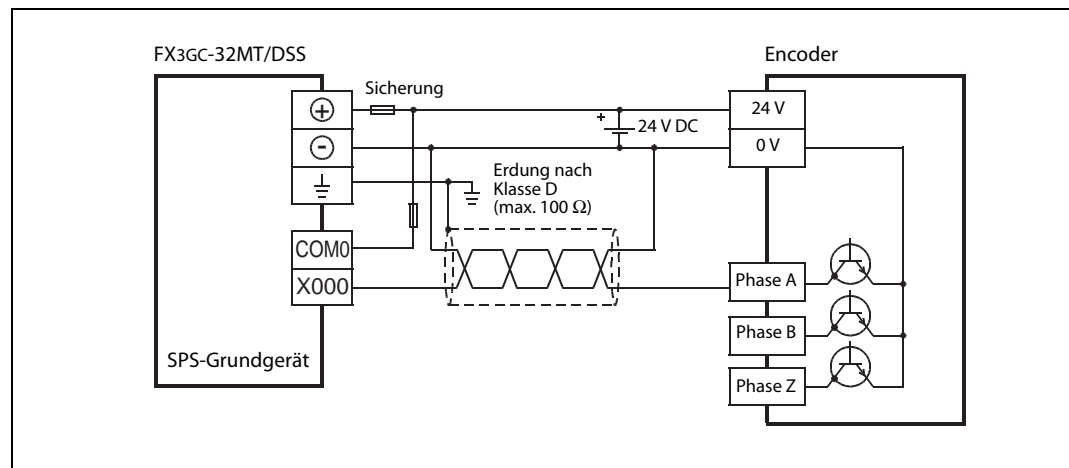 FX3GC-32MT/DSS
Encoder
Sicherung
+
-
24 V
0 V
+
24 V DC
Erdung nach
Klasse D
(max. 100 Ω)
COM0
X000
Phase A
Phase B
Phase Z
SPS-Grundgerät